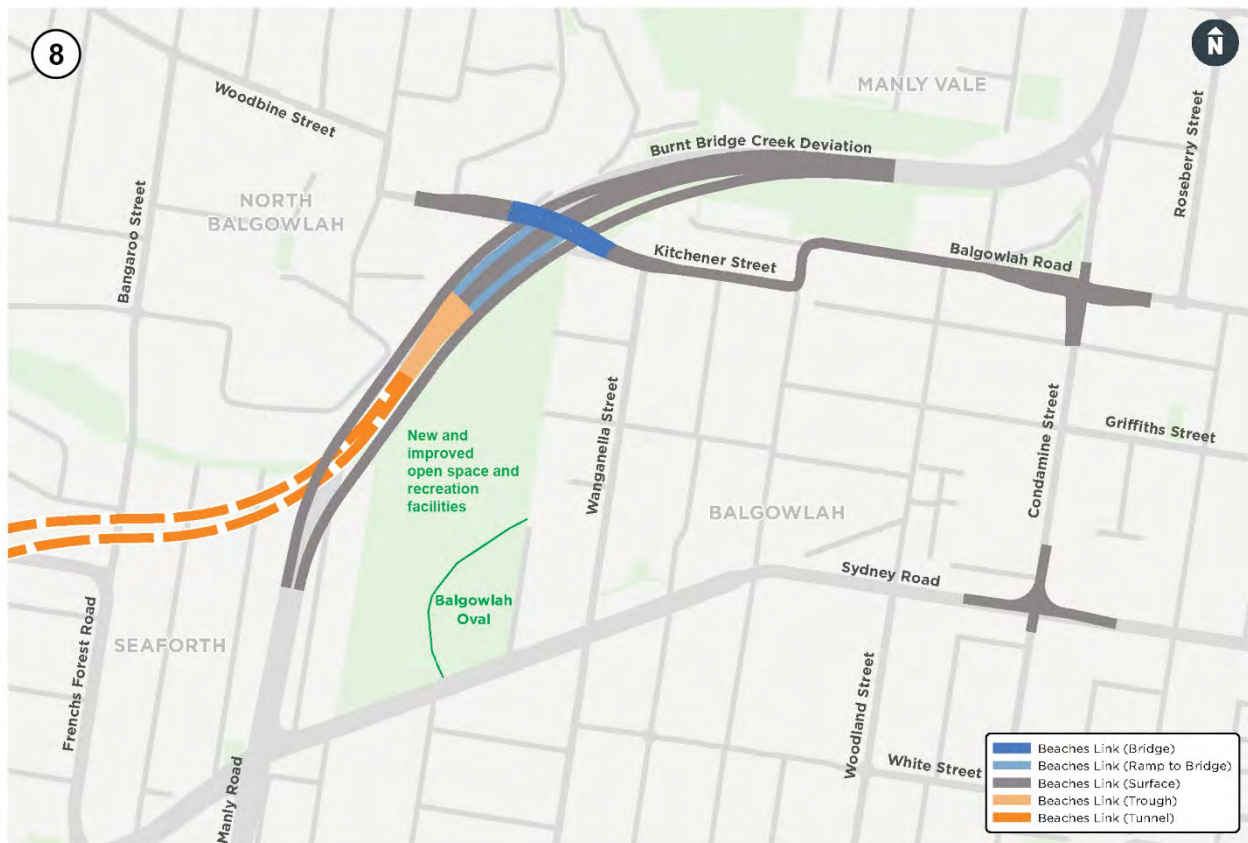 8
N
MANLY VALE
Woodbine Street
Roseberry Street
Burnt Bridge Creek Deviation
NORTH
BALGOWLAH
Bangaroo Street
Kitchener Street
Balgowlah Road
Wanganella Street
Condamine Street
Griffiths Street
New and
improved
open space and
recreation
facilities
BALGOWLAH
Sydney Road
Balgowlah
Oval
SEAFORTH
Frenchs Forest Road
Woodland Street
Manly Road
White Street
Beaches Link (Bridge)
Beaches Link (Ramp to Bridge)
Beaches Link (Surface)
Beaches Link (Trough)
Beaches Link (Tunnel)